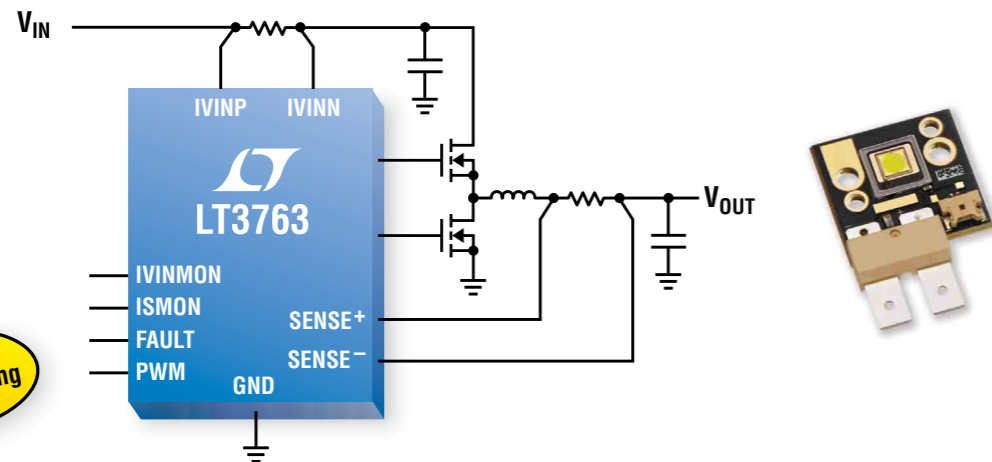 VIN
IVINP
IVINN
LT3763
VOUT
IVINMON
ISMON
FAULT
PWM
SENSE+
SENSE−
GND